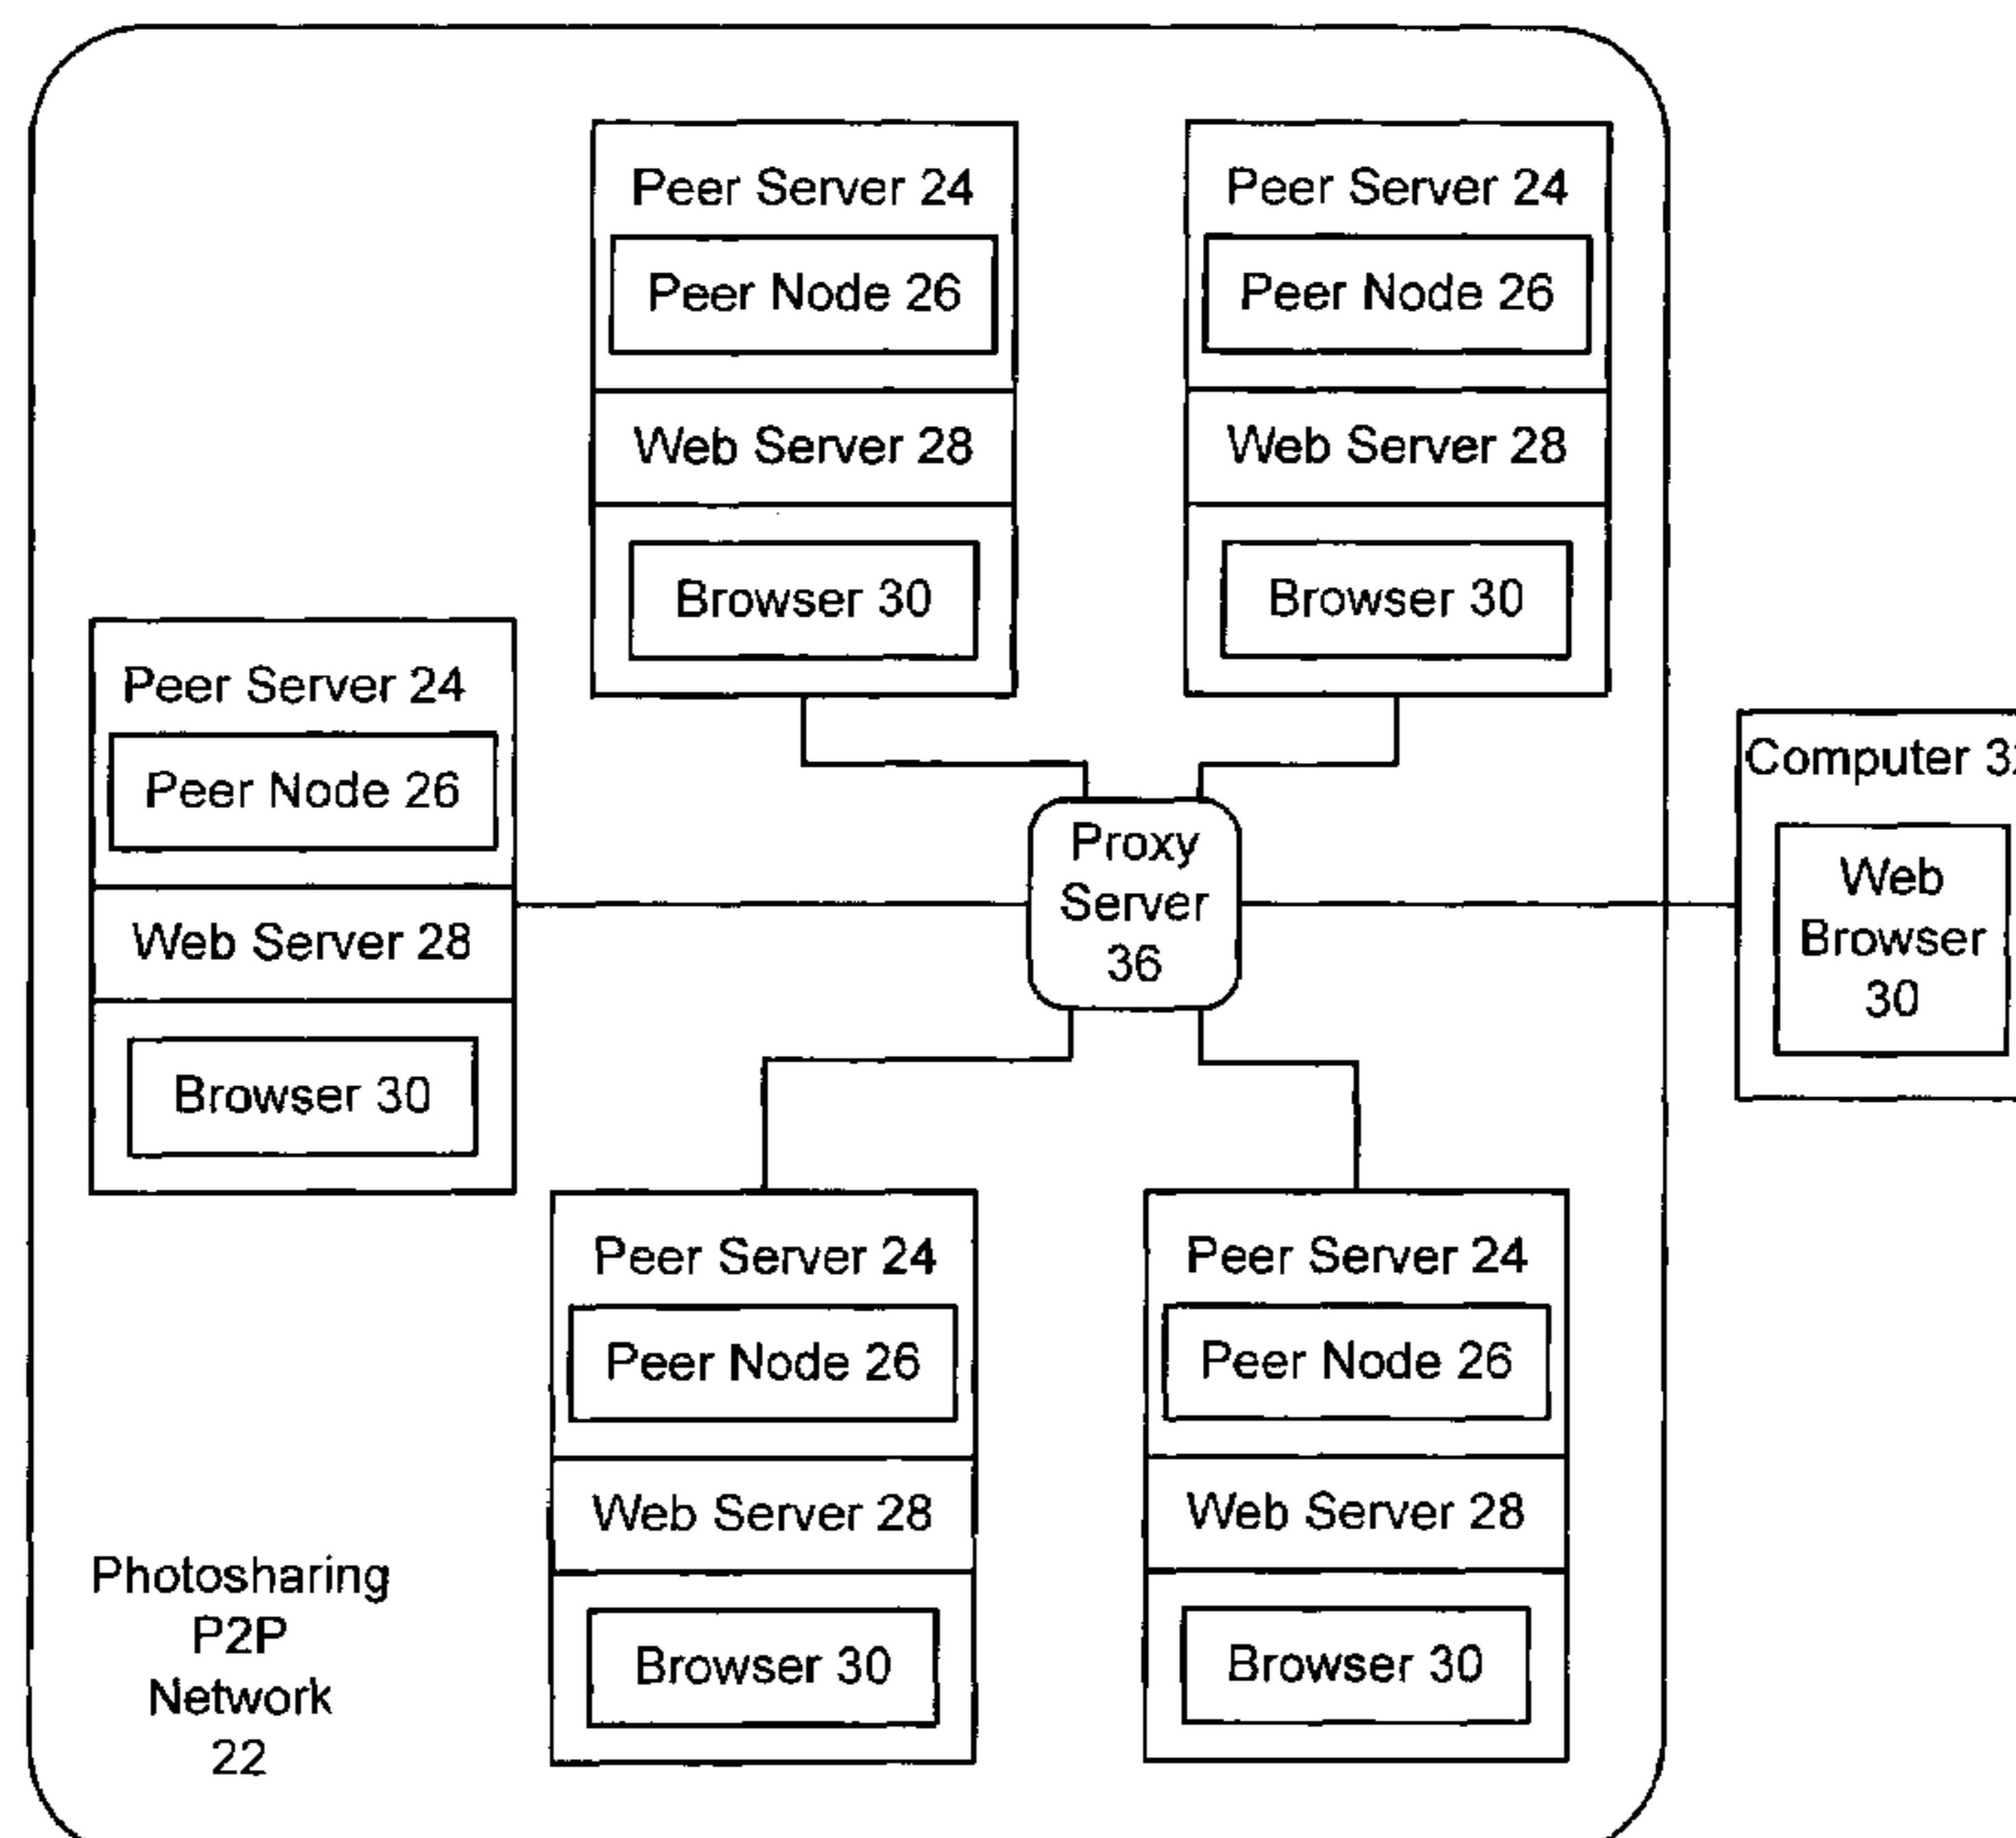 Peer Server 24
Peer Node 26
Web Server 28
Browser 30
Peer Server 24
Peer Node 26
Web Server 28
Browser 30
Peer Server 24
Peer Node 26
Web Server 28
Browser 30
Proxy
Server
36
Computer
Web
Browser
30
Peer Server 24
Peer Node 26
Web Server 28
Browser 30
Peer Server 24
Peer Node 26
Web Server 28
Browser 30
Photosharing
P2P
Network
22